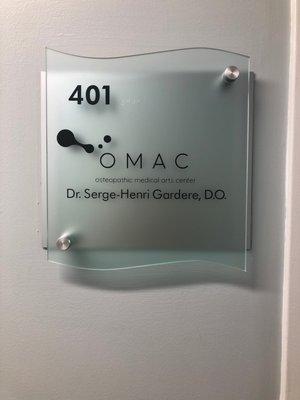 401
OMAC
osteopathic medical arts center
Dr. Serge-Henri Gardere, D.O.